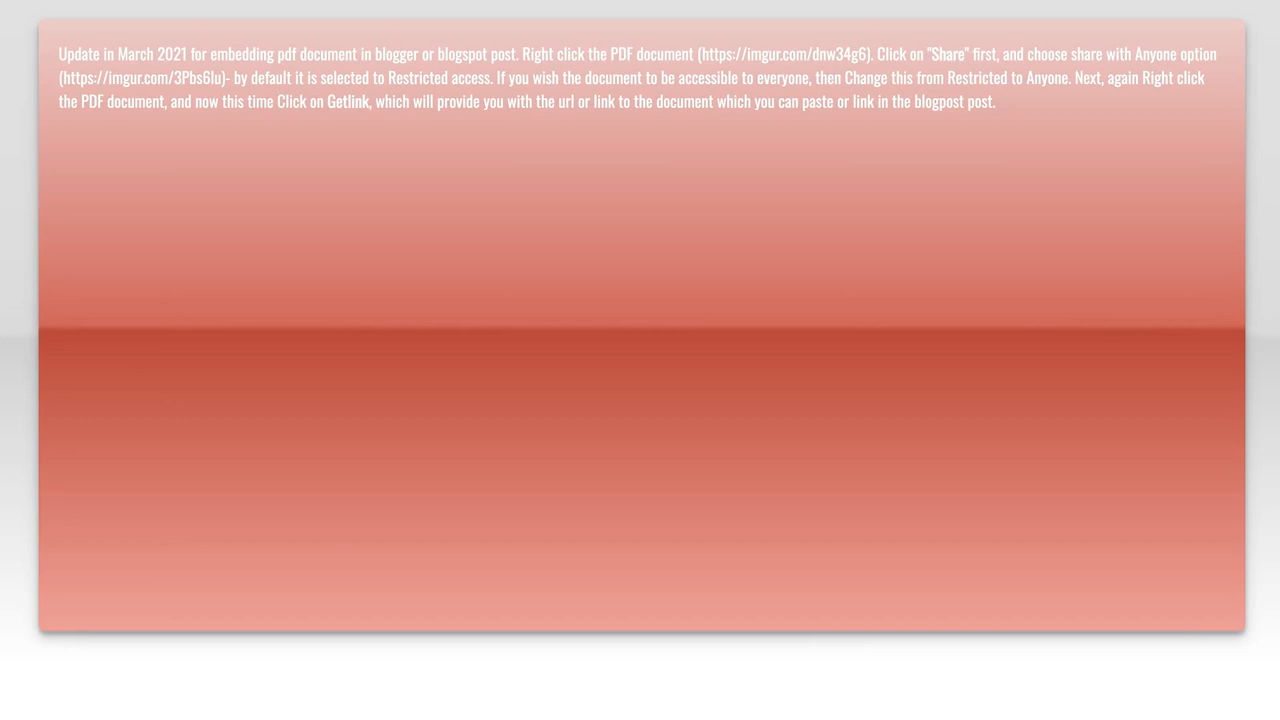 Update in March 2021 for embedding pdf document in blogger or blogspot post. Right click the PDF document (https://imgur.com/dnw34g6). Click on "Share" first, and choose share with Anyone option
(https://imgur.com/3Pbs6lu)- by default it is selected to Restricted access. If you wish the document to be accessible to everyone, then Change this from Restricted to Anyone. Next, again Right click
the PDF document, and now this time Click on Getlink, which will provide you with the url or link to the document which you can paste or link in the blogpost post.